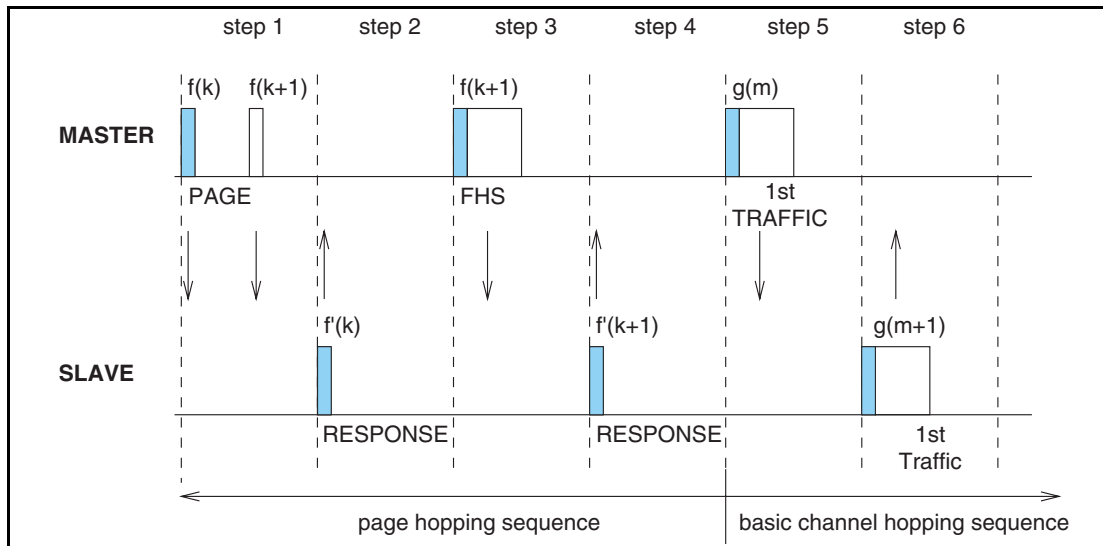 step 1 step 2 step 3 step 4 step 5 step 6
f(k) f(k+1) f(k+1) g(m)
MASTER
PAGE FHS 1st
TRAFFIC
f'(k) f'(k+1) g(m+1)
SLAVE
RESPONSE RESPONSE 1st
Traffic
page hopping sequence basic channel hopping sequence